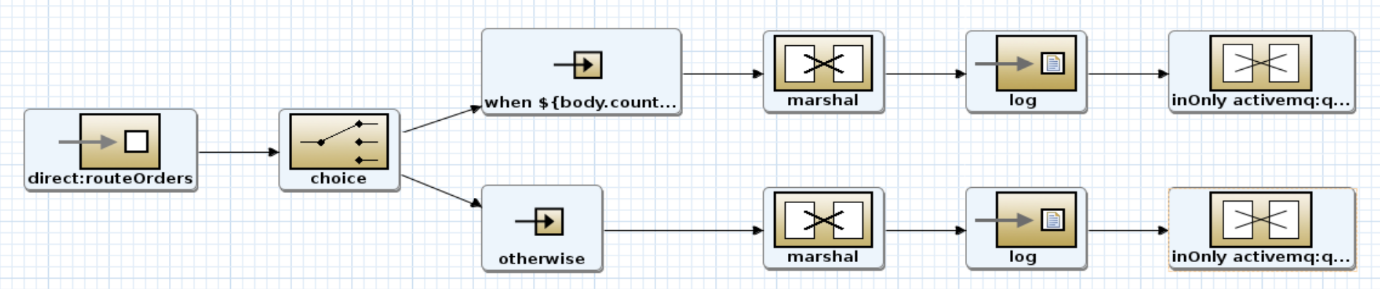 direct:routeOrders
choice
when ${body.count...
marshal
log
inOnly activemq:q...
otherwise
marshal
log
inOnly activemq:q...